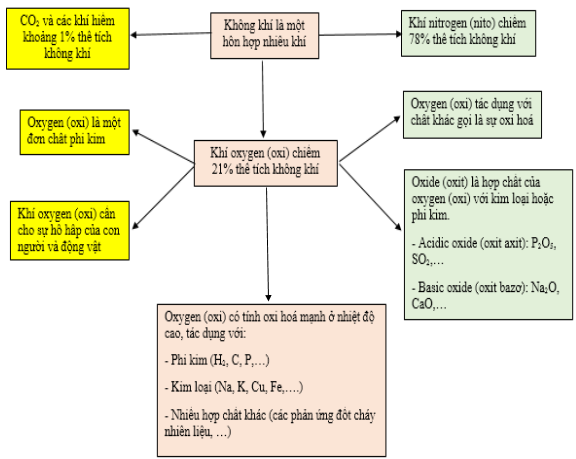 CO₂ và các khí hiếm
khoảng 1% thể tích
không khí
Không khí là một
hôn hợp nhiều khí
Khí nitrogen (nito) chiếm
78% thể tích không khí
Oxygen (oxi) là một
đơn chất phi kim
Khí oxygen (oxi) chiếm
21% thể tích không khí
Oxygen (oxi) tác dụng với
chất khác gọi là sự oxi hoá
Khí oxygen (oxi) cần
cho sự hô hấp của con
người và động vật
Oxide (oxit) là hợp chất của
oxygen (oxi) với kim loại hoặc
phi kim.
- Acidic oxide (oxit axit): P₂O₅,
SO₂,…
- Basic oxide (oxit bazơ): Na₂O,
CaO,…
Oxygen (oxi) có tính oxi hoá mạnh ở nhiệt độ
cao, tác dụng với:
- Phi kim (H₂, C, P,…)
- Kim loại (Na, K, Cu, Fe,….)
- Nhiều hợp chất khác (các phản ứng đốt cháy
nhiên liệu, …)